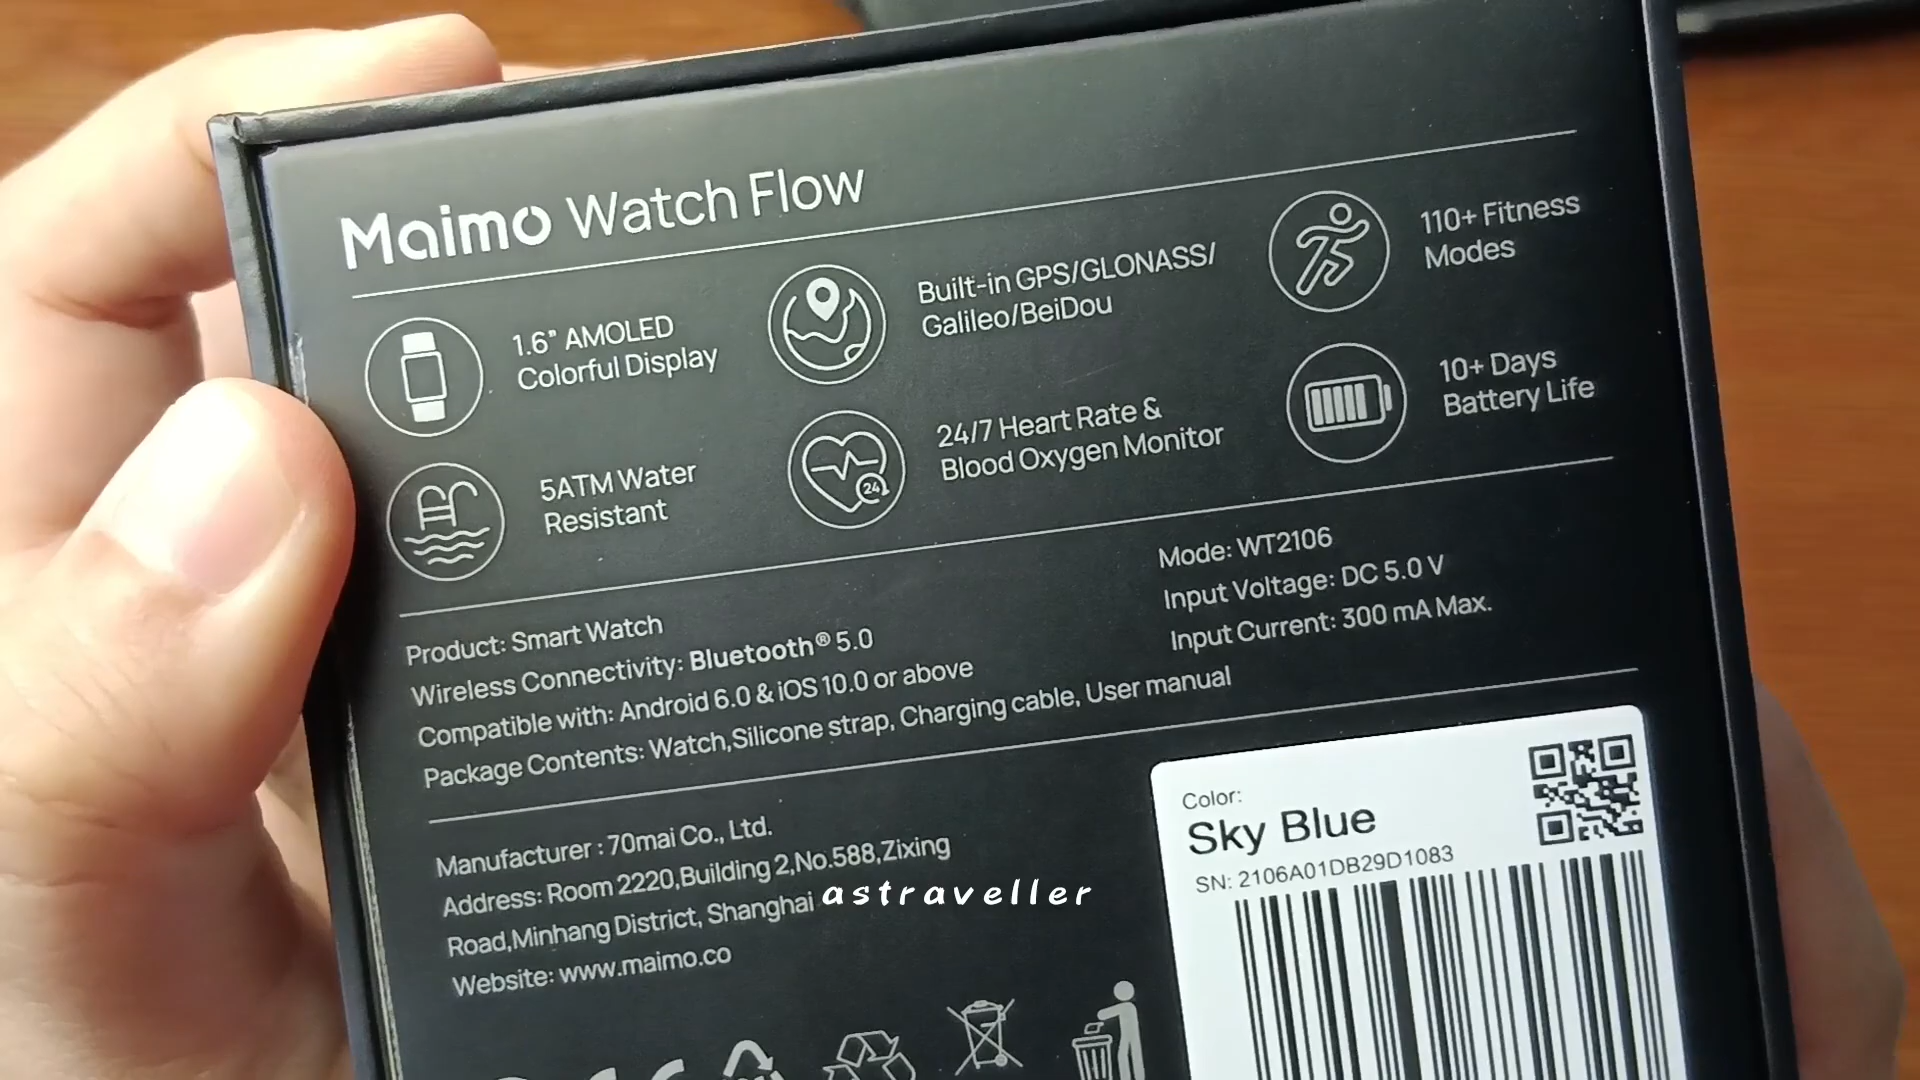 Maimo Watch Flow
1.6” AMOLED
Colorful Display
Built-in GPS/GLONASS/
Galileo/BeiDou
110+ Fitness
Modes
5ATM Water
Resistant
24/7 Heart Rate &
Blood Oxygen Monitor
24
10+ Days
Battery Life
Product: Smart Watch
Wireless Connectivity: Bluetooth® 5.0
Compatible with: Android 6.0 & iOS 10.0 or above
Package Contents: Watch,Silicone strap, Charging cable, User manual
Mode: WT2106
Input Voltage: DC 5.0 V
Input Current: 300 mA Max.
Manufacturer : 70mai Co., Ltd.
Address: Room 2220,Building 2,No.588,Zixing
Road,Minhang District, Shanghai
Website: www.maimo.co
astraveller
Color:
Sky Blue
SN: 2106A01DB29D1083